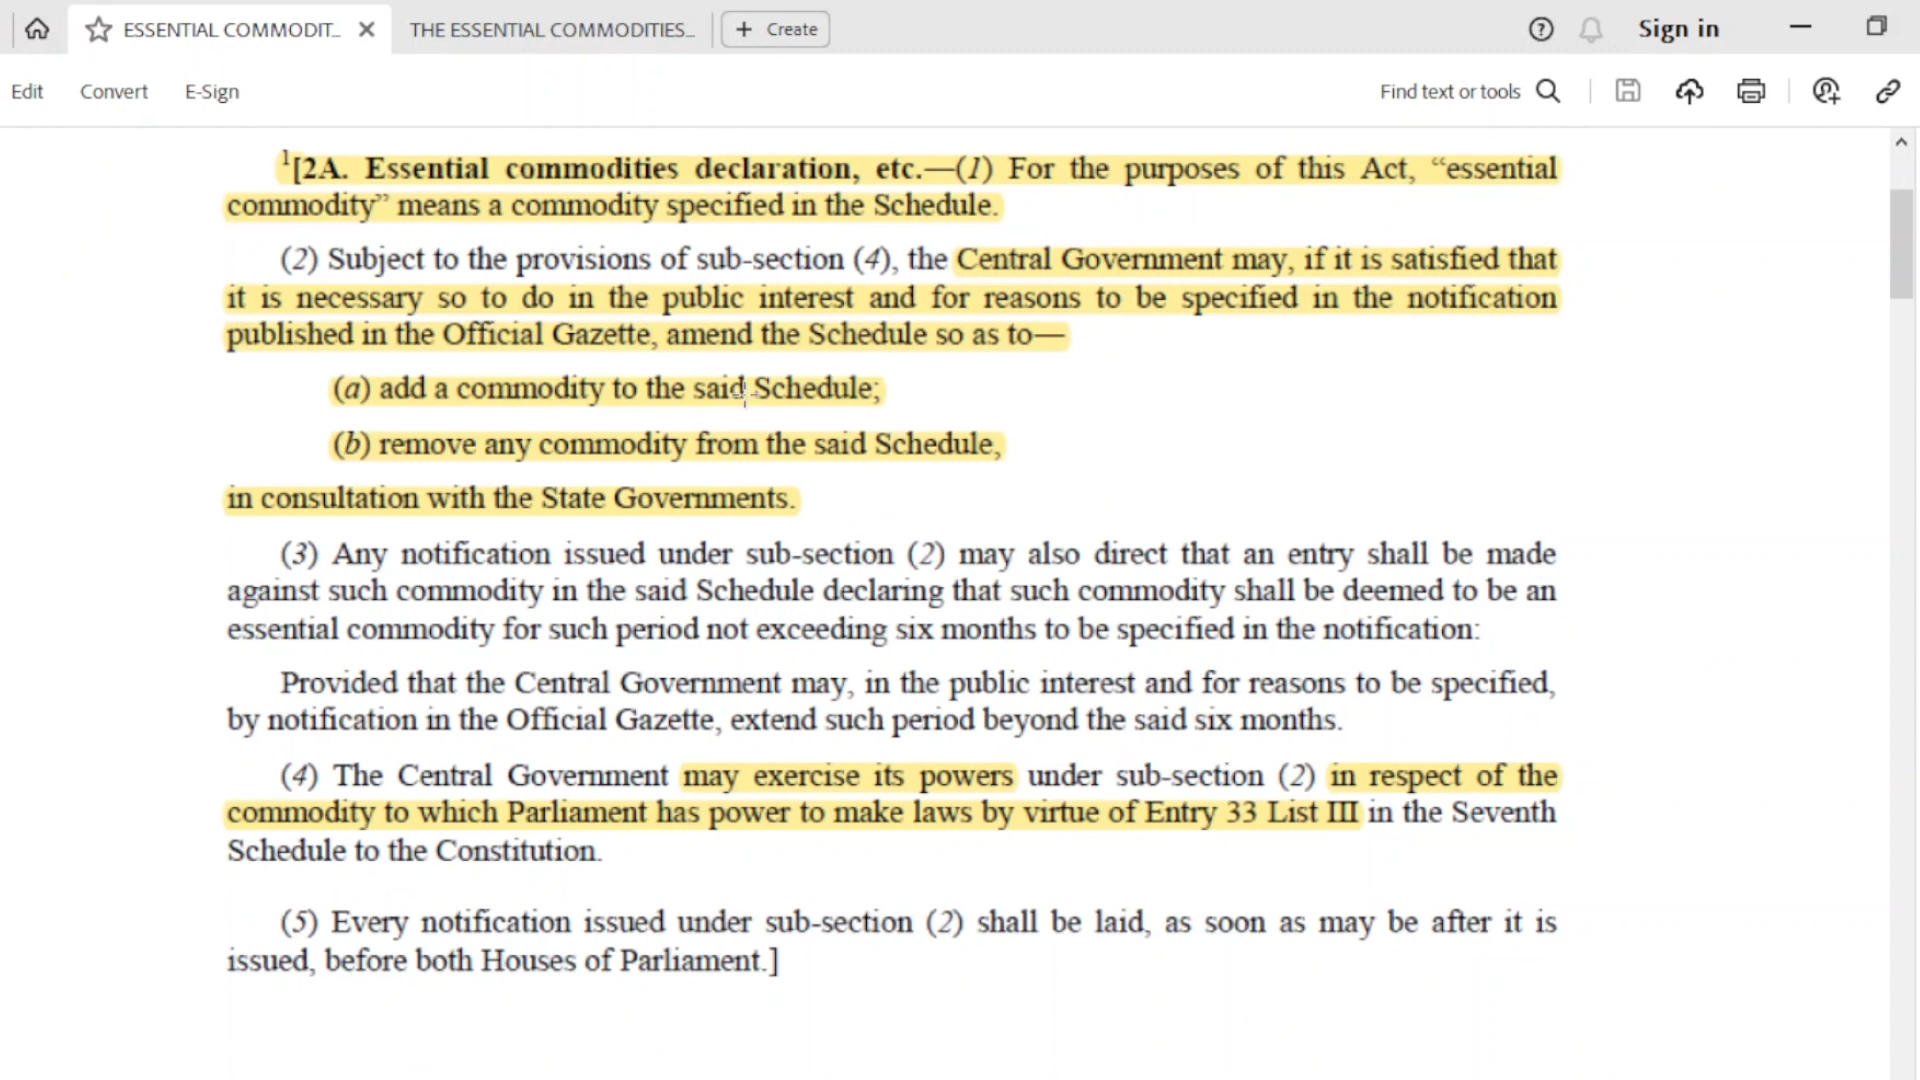 ESSENTIAL COMMODIT...
THE ESSENTIAL COMMODITIES...
+ Create
Sign in
Edit
Convert
E-Sign
Find text or tools
1[2A. Essential commodities declaration, etc.—(1) For the purposes of this Act, “essential
commodity” means a commodity specified in the Schedule.
(2) Subject to the provisions of sub-section (4), the Central Government may, if it is satisfied that
it is necessary so to do in the public interest and for reasons to be specified in the notification
published in the Official Gazette, amend the Schedule so as to—
(a) add a commodity to the said Schedule;
(b) remove any commodity from the said Schedule,
in consultation with the State Governments.
(3) Any notification issued under sub-section (2) may also direct that an entry shall be made
against such commodity in the said Schedule declaring that such commodity shall be deemed to be an
essential commodity for such period not exceeding six months to be specified in the notification:
Provided that the Central Government may, in the public interest and for reasons to be specified,
by notification in the Official Gazette, extend such period beyond the said six months.
(4) The Central Government may exercise its powers under sub-section (2) in respect of the
commodity to which Parliament has power to make laws by virtue of Entry 33 List III in the Seventh
Schedule to the Constitution.
(5) Every notification issued under sub-section (2) shall be laid, as soon as may be after it is
issued, before both Houses of Parliament.]